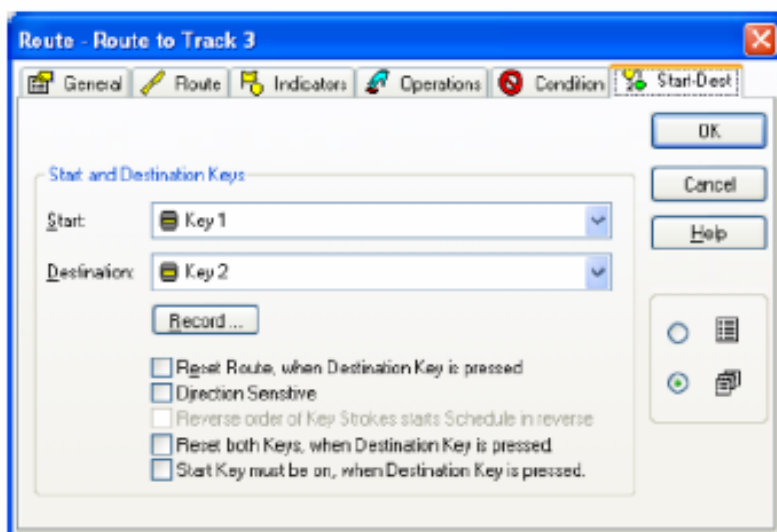 Route - Route to Track 3
General Route Indicators Operations Condition Start-Dest
OK
Start and Destination Keys
Cancel
Start: Key 1
Help
Destination: Key 2
Record ...
Reset Route, when Destination Key is pressed
Direction Sensitive
Reverse order of Key Strokes starts Schedule in reverse
Reset both Keys, when Destination Key is pressed.
Start Key must be on, when Destination Key is pressed.